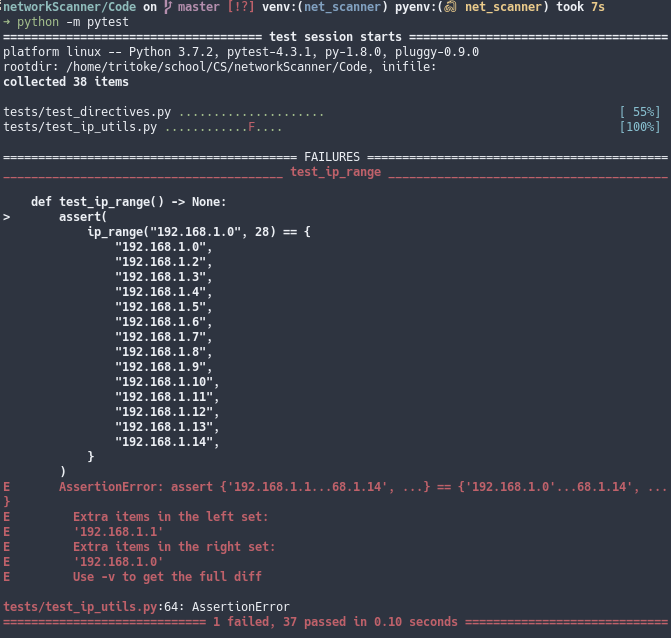 networkScanner/Code on master [!?] venv:(net_scanner) pyenv:( net_scanner) took 7s
→ python -m pytest
===================================== test session starts =====================================
platform linux -- Python 3.7.2, pytest-4.3.1, py-1.8.0, pluggy-0.9.0
rootdir: /home/tritoke/school/CS/networkScanner/Code, inifile:
collected 38 items

tests/test_directives.py ..................... [ 55%]
tests/test_ip_utils.py ............F.... [100%]

========================================== FAILURES ===========================================
________________________________________ test_ip_range ________________________________________

    def test_ip_range() -> None:
>       assert(
            ip_range("192.168.1.0", 28) == {
                "192.168.1.0",
                "192.168.1.2",
                "192.168.1.3",
                "192.168.1.4",
                "192.168.1.5",
                "192.168.1.6",
                "192.168.1.7",
                "192.168.1.8",
                "192.168.1.9",
                "192.168.1.10",
                "192.168.1.11",
                "192.168.1.12",
                "192.168.1.13",
                "192.168.1.14",
            }
        )
E       AssertionError: assert {'192.168.1.1...68.1.14', ...} == {'192.168.1.0'...68.1.14', ...
}
E         Extra items in the left set:
E         '192.168.1.1'
E         Extra items in the right set:
E         '192.168.1.0'
E         Use -v to get the full diff

tests/test_ip_utils.py:64: AssertionError
============================= 1 failed, 37 passed in 0.10 seconds =============================